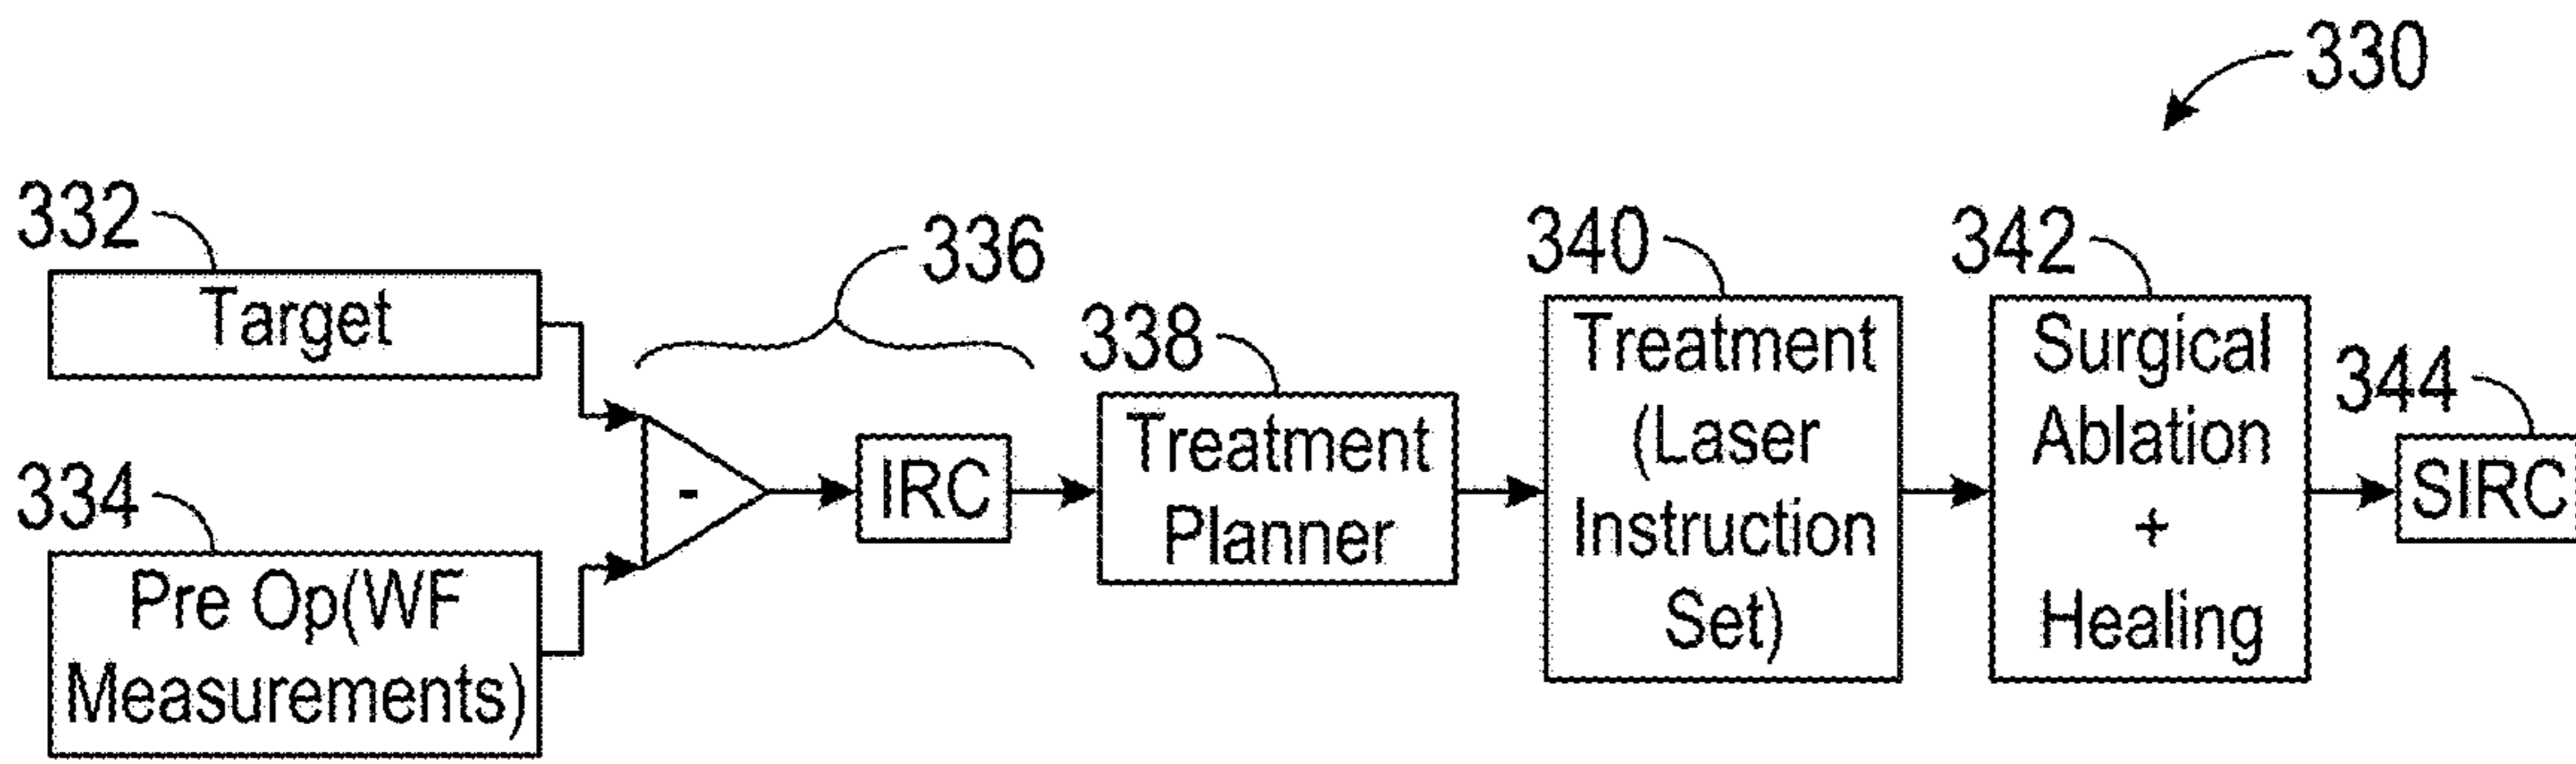 330
332
Target
334
Pre Op(WF
Measurements)
336
-
IRC
338
Treatment
Planner
340
Treatment
(Laser
Instruction
Set)
342
Surgical
Ablation
+
Healing
344
SIRC